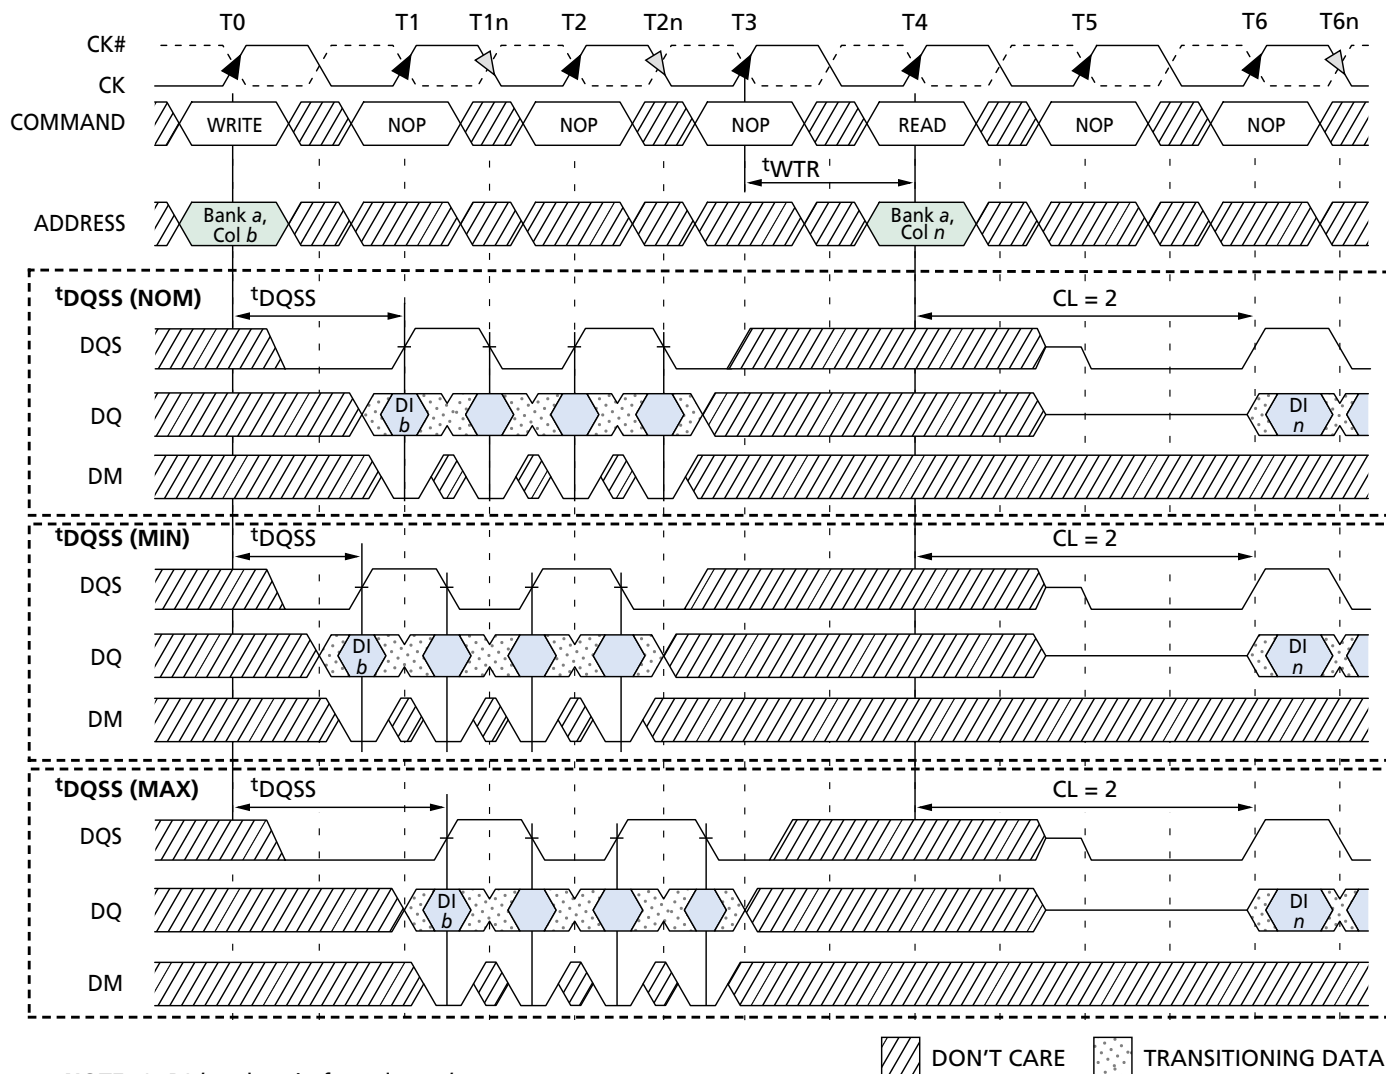 T0 T1 T1n T2 T2n T3 T4 T5 T6 T6n
CK#
CK
COMMAND WRITE NOP NOP NOP READ NOP NOP
tWTR
ADDRESS Bank a, Col b Bank a, Col n
tDQSS (NOM) tDQSS CL = 2
DQS
DQ DI b DI n
DM
tDQSS (MIN) tDQSS CL = 2
DQS
DQ DI b DI n
DM
tDQSS (MAX) tDQSS CL = 2
DQS
DQ DI b DI n
DM
DON'T CARE TRANSITIONING DATA